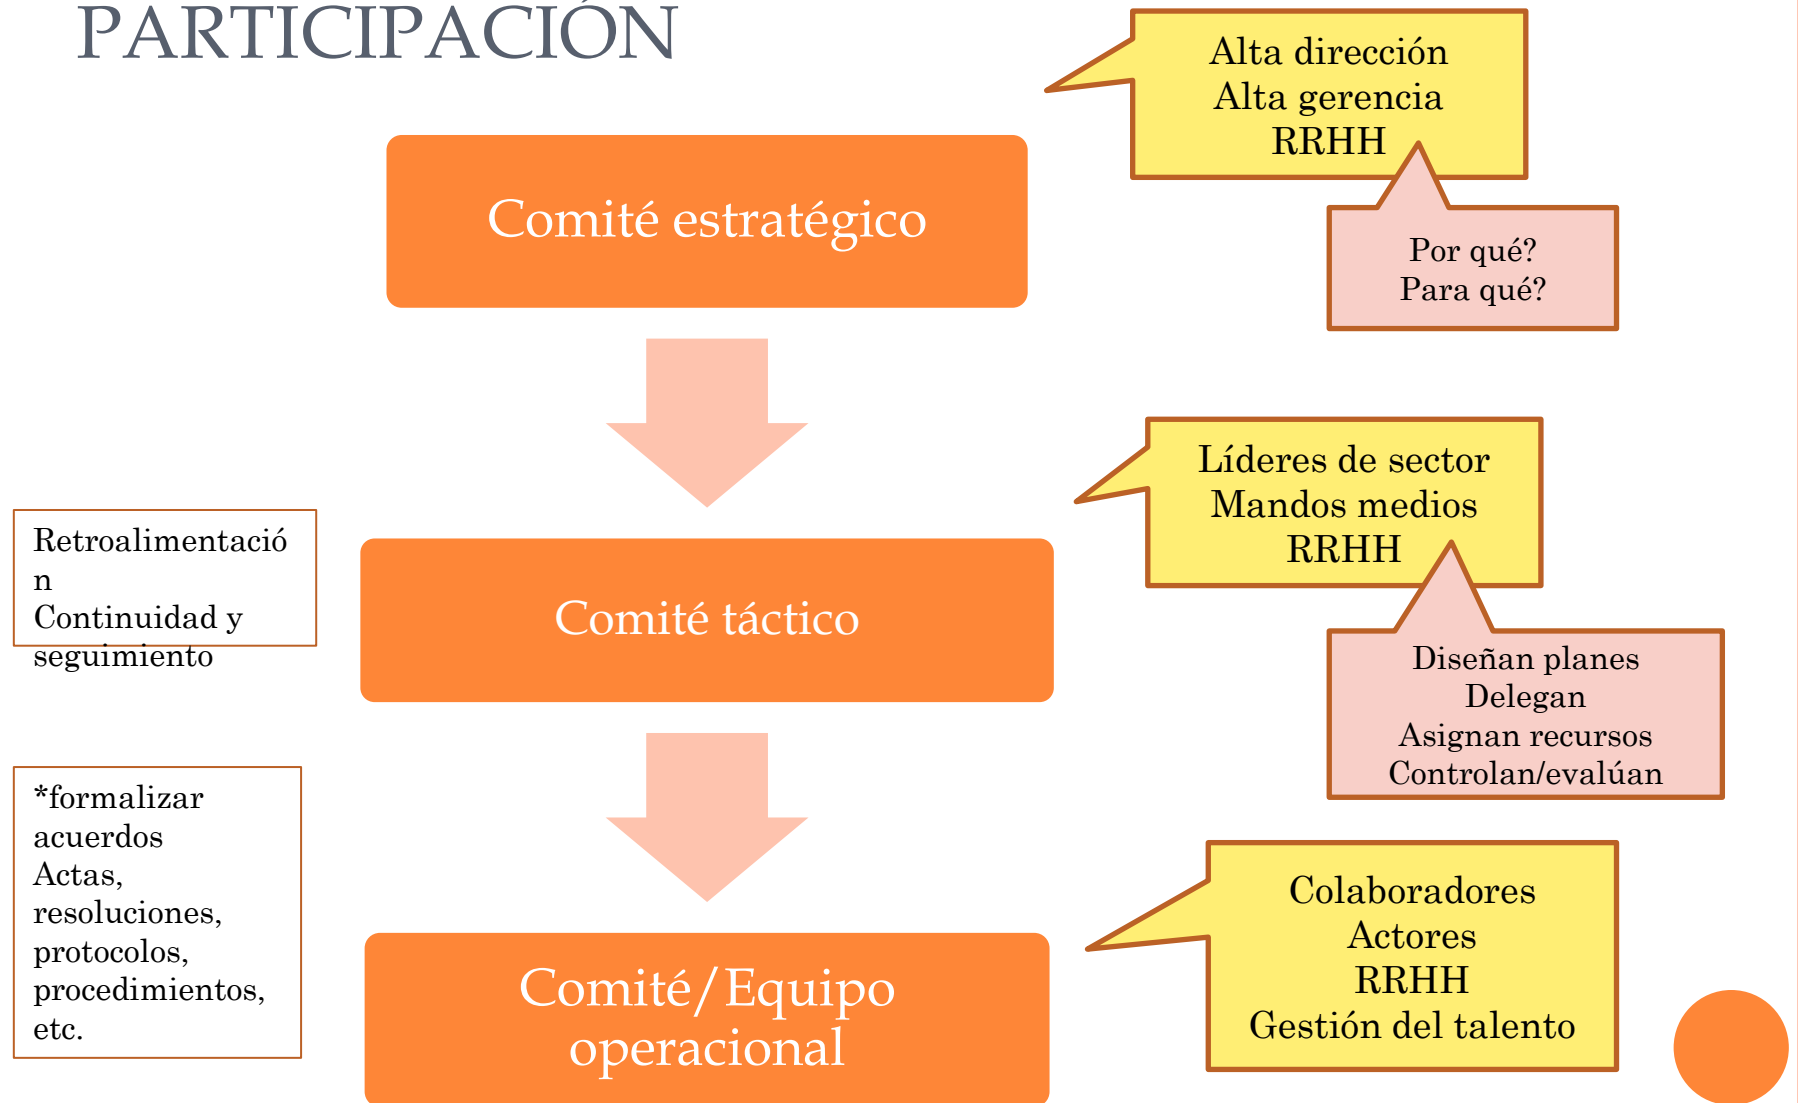 PARTICIPACIÓN
Alta dirección
Alta gerencia
RRHH
Comité estratégico
Por qué?
Para qué?
Líderes de sector
Mandos medios
RRHH
Retroalimentació
n
Continuidad y
seguimiento
Comité táctico
Diseñan planes
Delegan
Asignan recursos
Controlan/evalúan
*formalizar
acuerdos
Actas,
resoluciones,
protocolos,
procedimientos,
etc.
Colaboradores
Actores
RRHH
Gestión del talento
Comité/Equipo
operacional